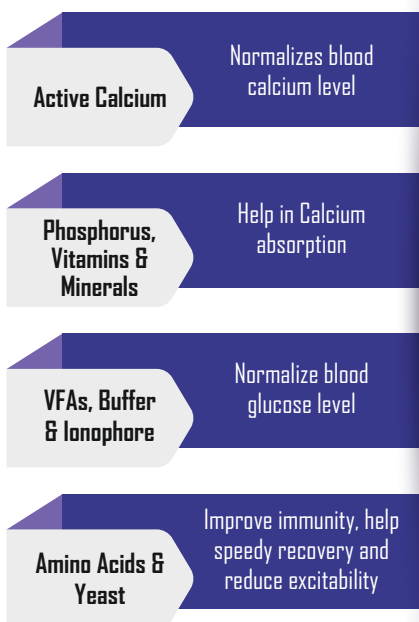 Normalizes blood
calcium level
Active Calcium
Help in Calcium
absorption
Phosphorus,
Vitamins &
Minerals
Normalize blood
glucose level
VFAs, Buffer
& Ionophore
Improve immunity, help
speedy recovery and
reduce excitability
Amino Acids &
Yeast